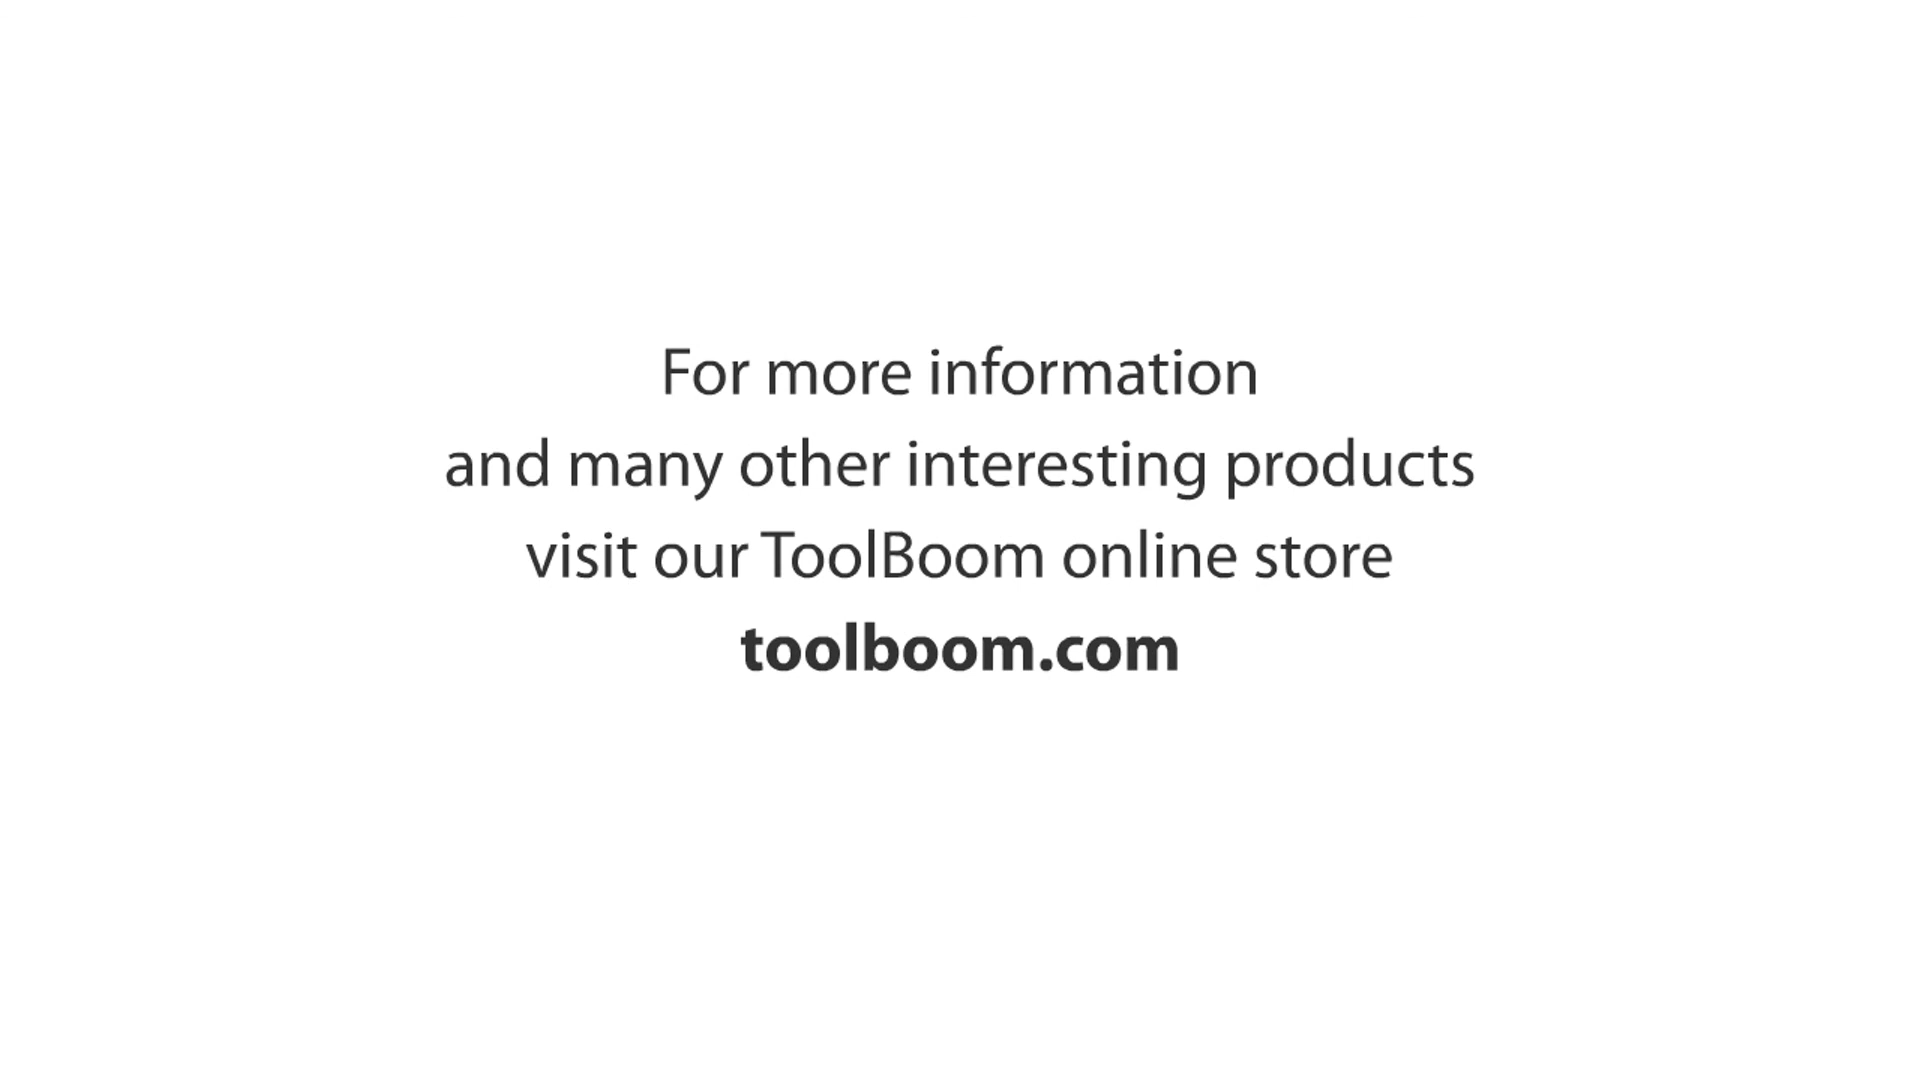 For more information
and many other interesting products
visit our ToolBoom online store
toolboom.com